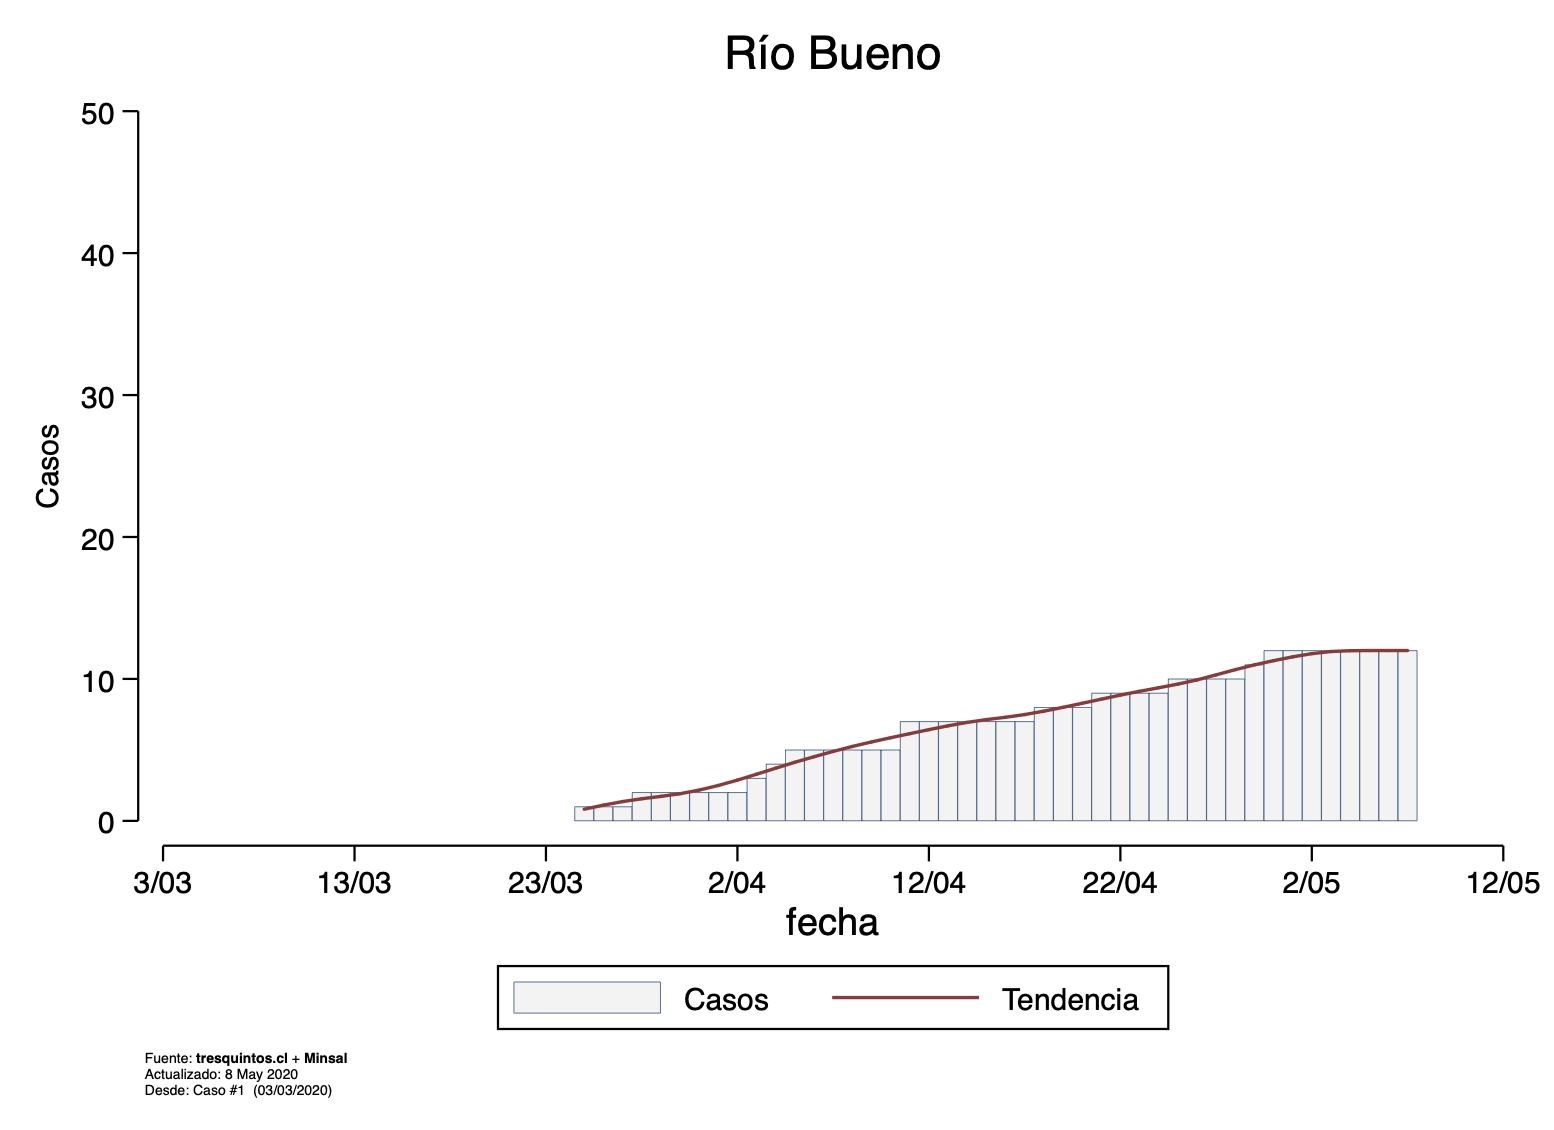 Río Bueno
50
40
30
20
10
0
Casos
3/03 13/03 23/03 2/04 12/04 22/04 2/05 12/05
fecha
Casos Tendencia
Fuente: tresquintos.cl + Minsal
Actualizado: 8 May 2020
Desde: Caso #1 (03/03/2020)